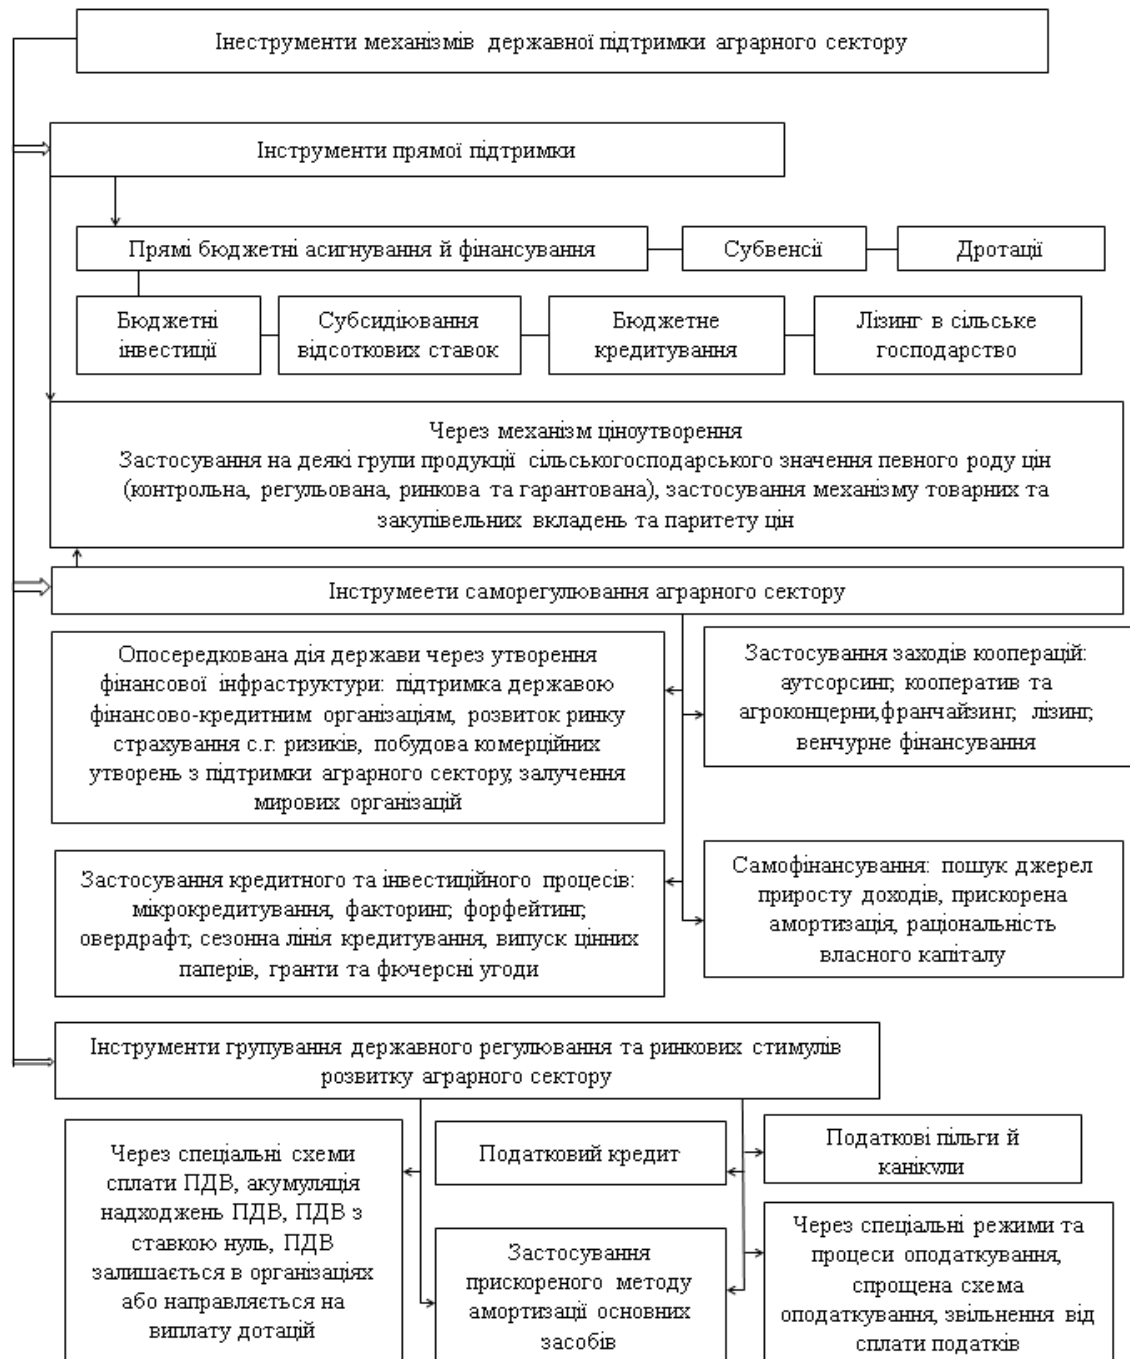 Інеструменти механізмів державної підтримки аграрного сектору
Інструменти прямої підтримки
Прямі бюджетні асигнування й фінансування
Субвенсії
Дротації
Бюджетні
інвестиції
Субсидіювання
відсоткових ставок
Бюджетне
кредитування
Лізинг в сільське
господарство
Через механізм ціноутворення
Застосування на деякі групи продукції сільськогосподарського значення певного роду цін
(контрольна, регульована, ринкова та гарантована), застосування механізму товарних та
закупівельних вкладень та паритету цін
Інструмеети саморегулювання аграрного сектору
Опосередкована дія держави через утворення
фінансової інфраструктури: підтримка державою
фінансово-кредитним організаціям, розвиток ринку
страхування с.г. ризиків, побудова комерційних
утворень з підтримки аграрного сектору, залучення
мирових організацій
Застосування заходів кооперацій:
аутсорсинг, кооператив та
агроконцерни,франчайзинг, лізинг,
венчурне фінансування
Застосування кредитного та інвестиційного процесів:
мікрокредитування, факторинг, форфейтинг,
овердрафт, сезонна лінія кредитування, випуск цінних
паперів, гранти та фючерсні угоди
Самофінансування: пошук джерел
приросту доходів, прискорена
амортизація, раціональність
власного капіталу
Інструменти групування державного регулювання та ринкових стимулів
розвитку аграрного сектору
Через спеціальні схеми
сплати ПДВ, акумуляція
надходжень ПДВ, ПДВ з
ставкою нуль, ПДВ
залишається в організаціях
або направляється на
виплату дотацій
Податковий кредит
Податкові пільги й
канікули
Застосування
прискореного методу
амортизації основних
засобів
Через спеціальні режими та
процеси оподаткування,
спрощена схема
оподаткування, звільнення від
сплати податків